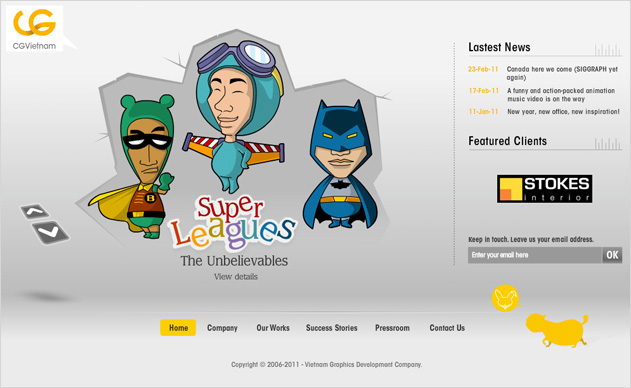 CG
CGVietnam
B
Super
Leagues
The Unbelievables
View details
Lastest News
23-Feb-11 Canada here we come (SIGGRAPH yet
again)
17-Feb-11 A funny and action-packed animation
music video is on the way
11-Jan-11 New year, new office, new inspiration!
Featured Clients
STOKES
interior
Keep in touch. Leave us your email address.
Enter your email here OK
Home Company Our Works Success Stories Pressroom Contact Us
Copyright © 2006-2011 - Vietnam Graphics Development Company.